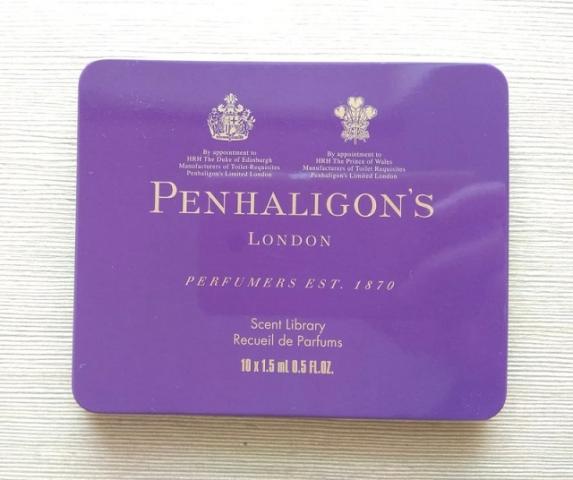 By appointment to
HRH The Duke of Edinburgh
Manufacturers of Toilet Requisites
Penhaligon's Limited London
By appointment to
HRH The Prince of Wales
Manufacturers of Toilet Requisites
Penhaligon's Limited London
PENHALIGON'S
LONDON
PERFUMERS EST. 1870
Scent Library
Recueil de Parfums
10 x 1.5 ml 0.5 FL.OZ.